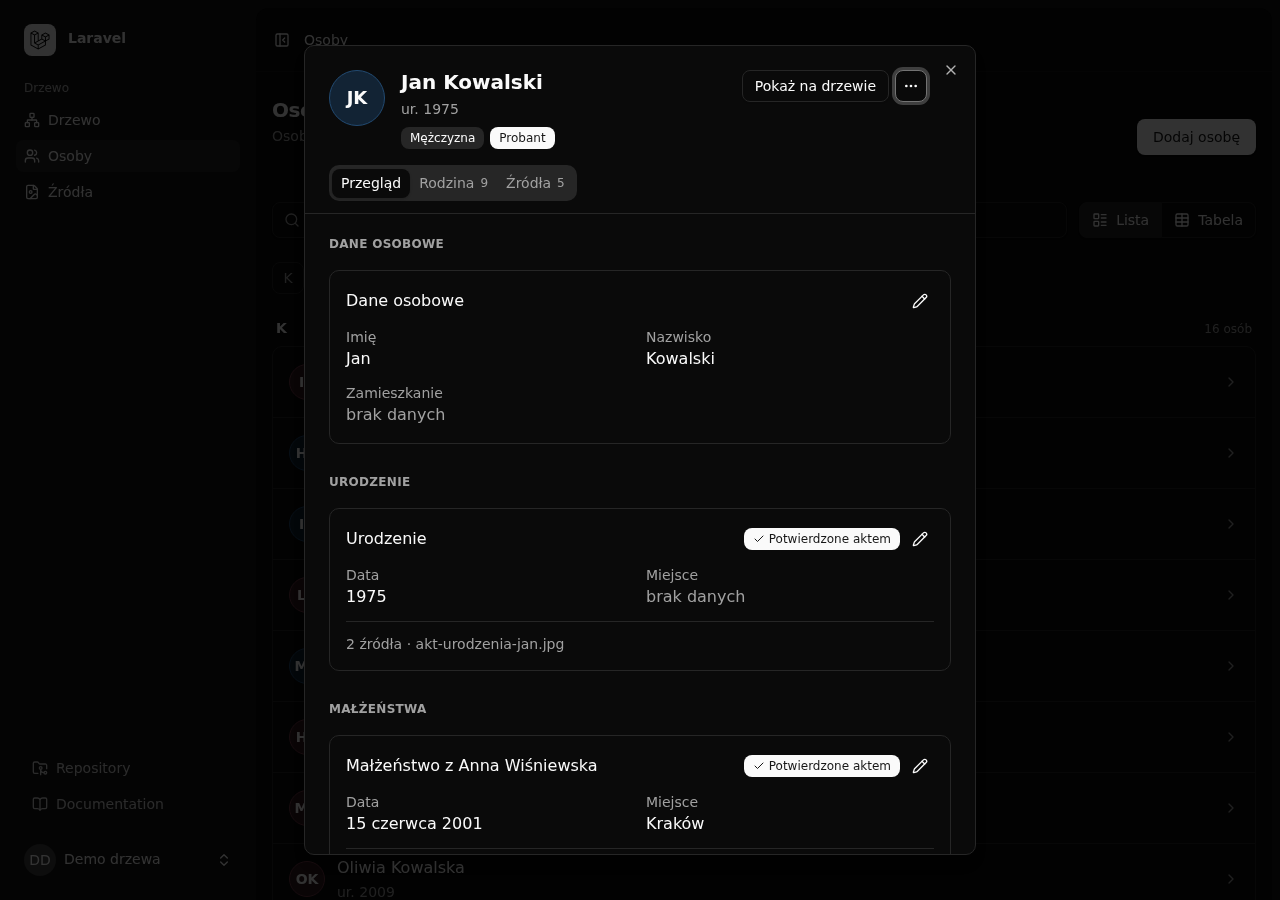 Laravel
Osoby
Drzewo
Drzewo
Osoby
Źródła
Dodaj osobę
Lista
Tabela
K
K
16 osób
JK
Jan Kowalski
ur. 1975
Mężczyzna
Probant
Pokaż na drzewie
Przegląd
Rodzina 9
Źródła 5
DANE OSOBOWE
Dane osobowe
Imię
Nazwisko
Jan
Kowalski
Zamieszkanie
brak danych
URODZENIE
Urodzenie
Potwierdzone aktem
Data
Miejsce
1975
brak danych
2 źródła · akt-urodzenia-jan.jpg
MAŁŻEŃSTWA
Małżeństwo z Anna Wiśniewska
Potwierdzone aktem
Data
Miejsce
15 czerwca 2001
Kraków
Repository
Documentation
DD
Demo drzewa
OK
Oliwia Kowalska
ur. 2009